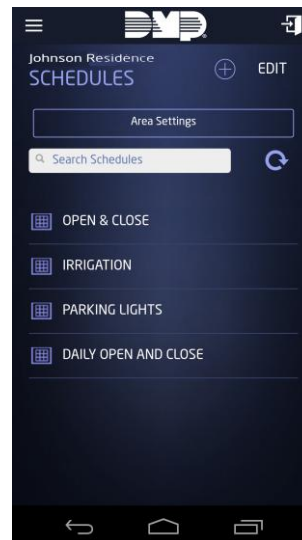 DMP
Johnson Residence
SCHEDULES
EDIT
Area Settings
Search Schedules
OPEN & CLOSE
IRRIGATION
PARKING LIGHTS
DAILY OPEN AND CLOSE